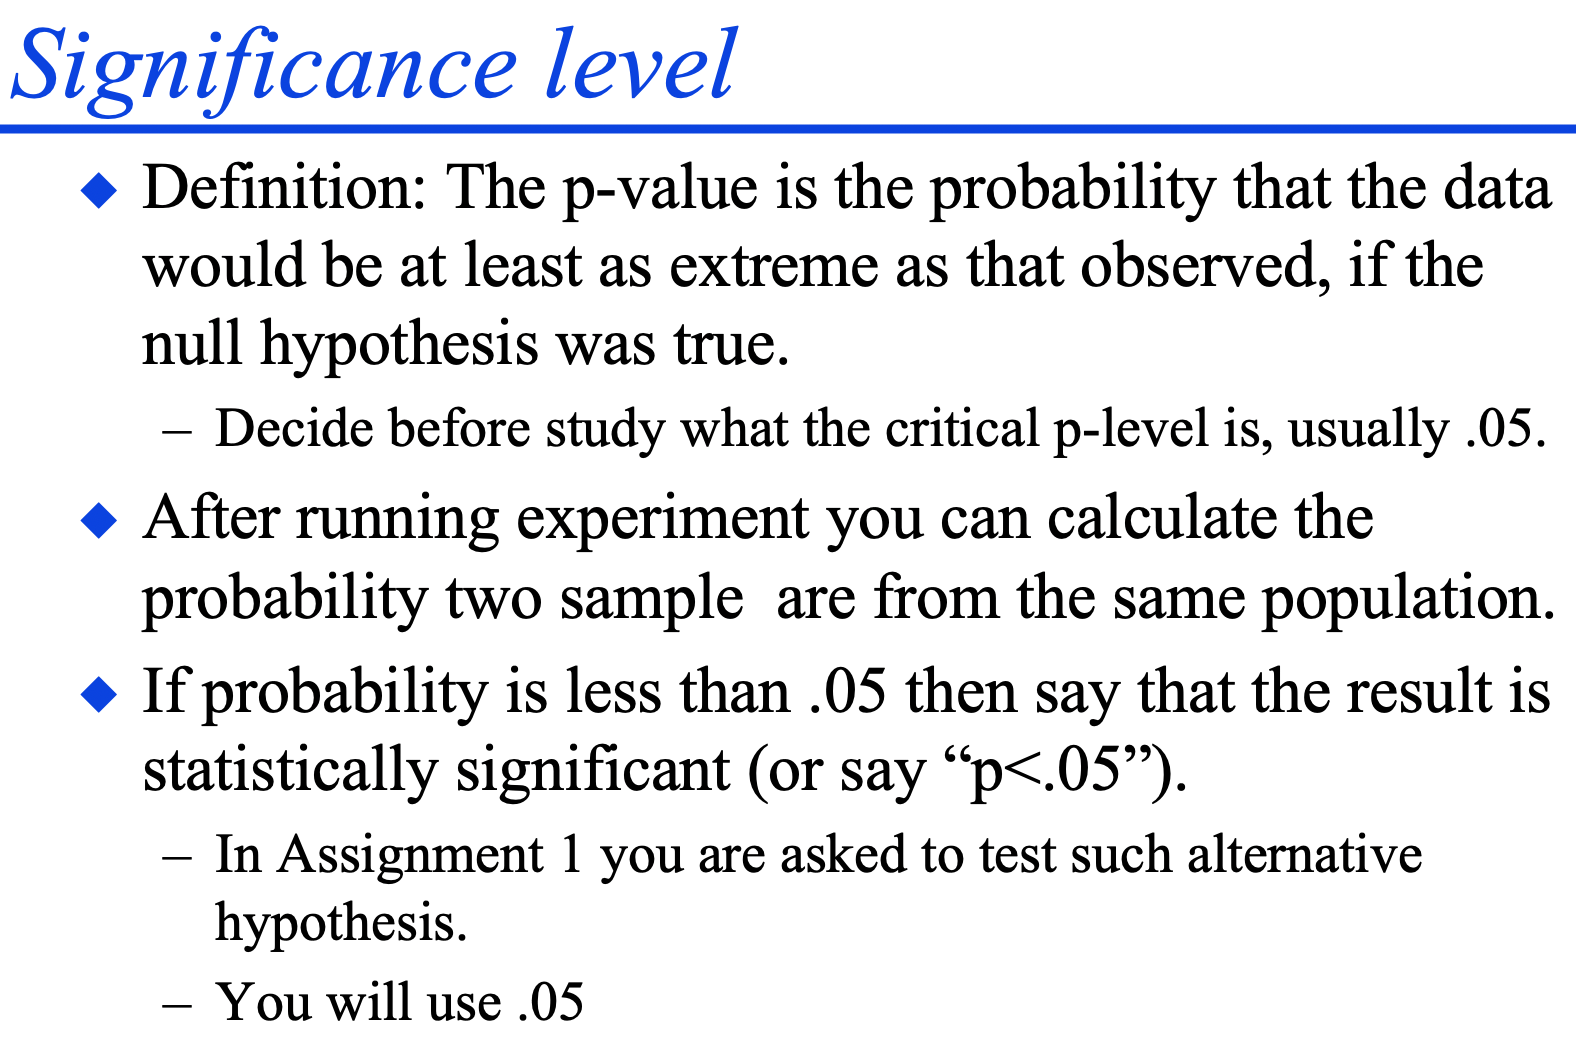 Significance level
◆ Definition: The p-value is the probability that the data
would be at least as extreme as that observed, if the
null hypothesis was true.
– Decide before study what the critical p-level is, usually .05.
◆ After running experiment you can calculate the
probability two sample  are from the same population.
◆ If probability is less than .05 then say that the result is
statistically significant (or say “p<.05”).
– In Assignment 1 you are asked to test such alternative
hypothesis.
– You will use .05